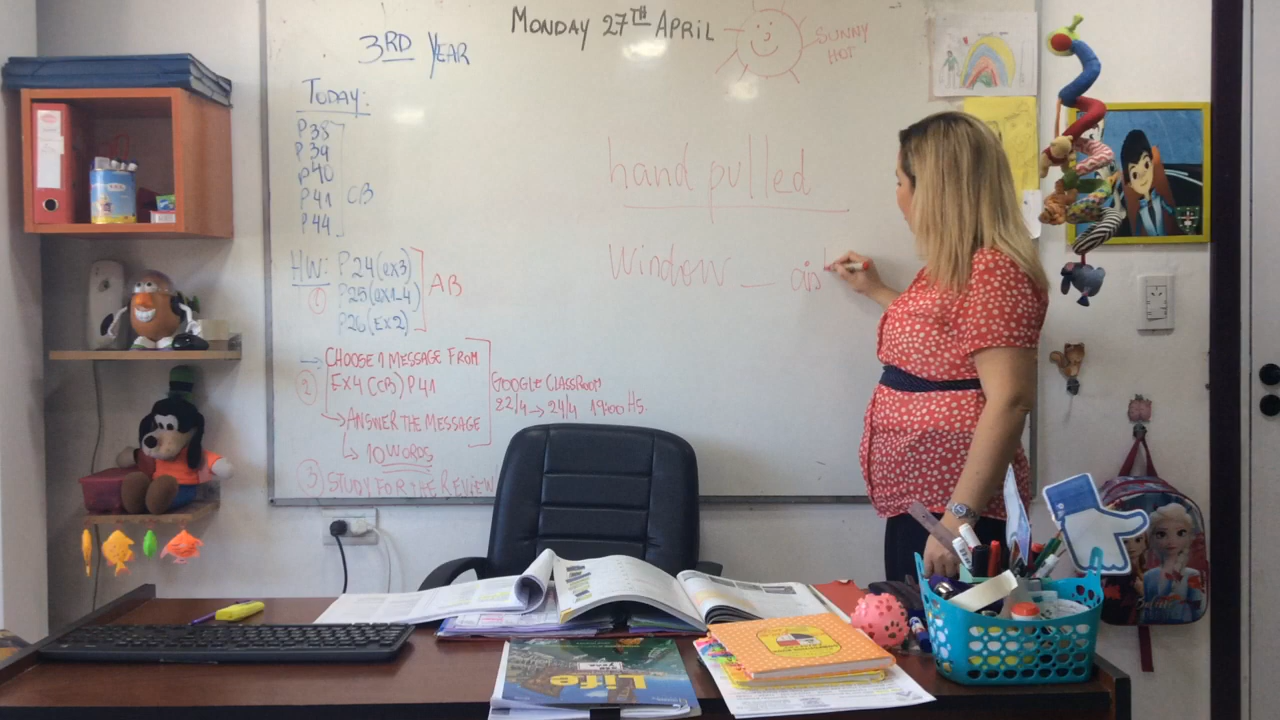 MONDAY 27TH APRIL
SUNNY
HOT
3RD YEAR
TODAY:
P38
P39
P40
P41
P44
CB
HW:
1
P24(ex3)
P25(ex1-4)
P26(EX2)
AB
2
→ CHOOSE 1 MESSAGE FROM
EX4 (CB) P41
→ ANSWER THE MESSAGE
↳ 10 WORDS
GOOGLE CLASSROOM
22/4 → 24/4 19:00 HS.
3 STUDY FOR THE REVIEW
hand pulled
Window _ ais
Life